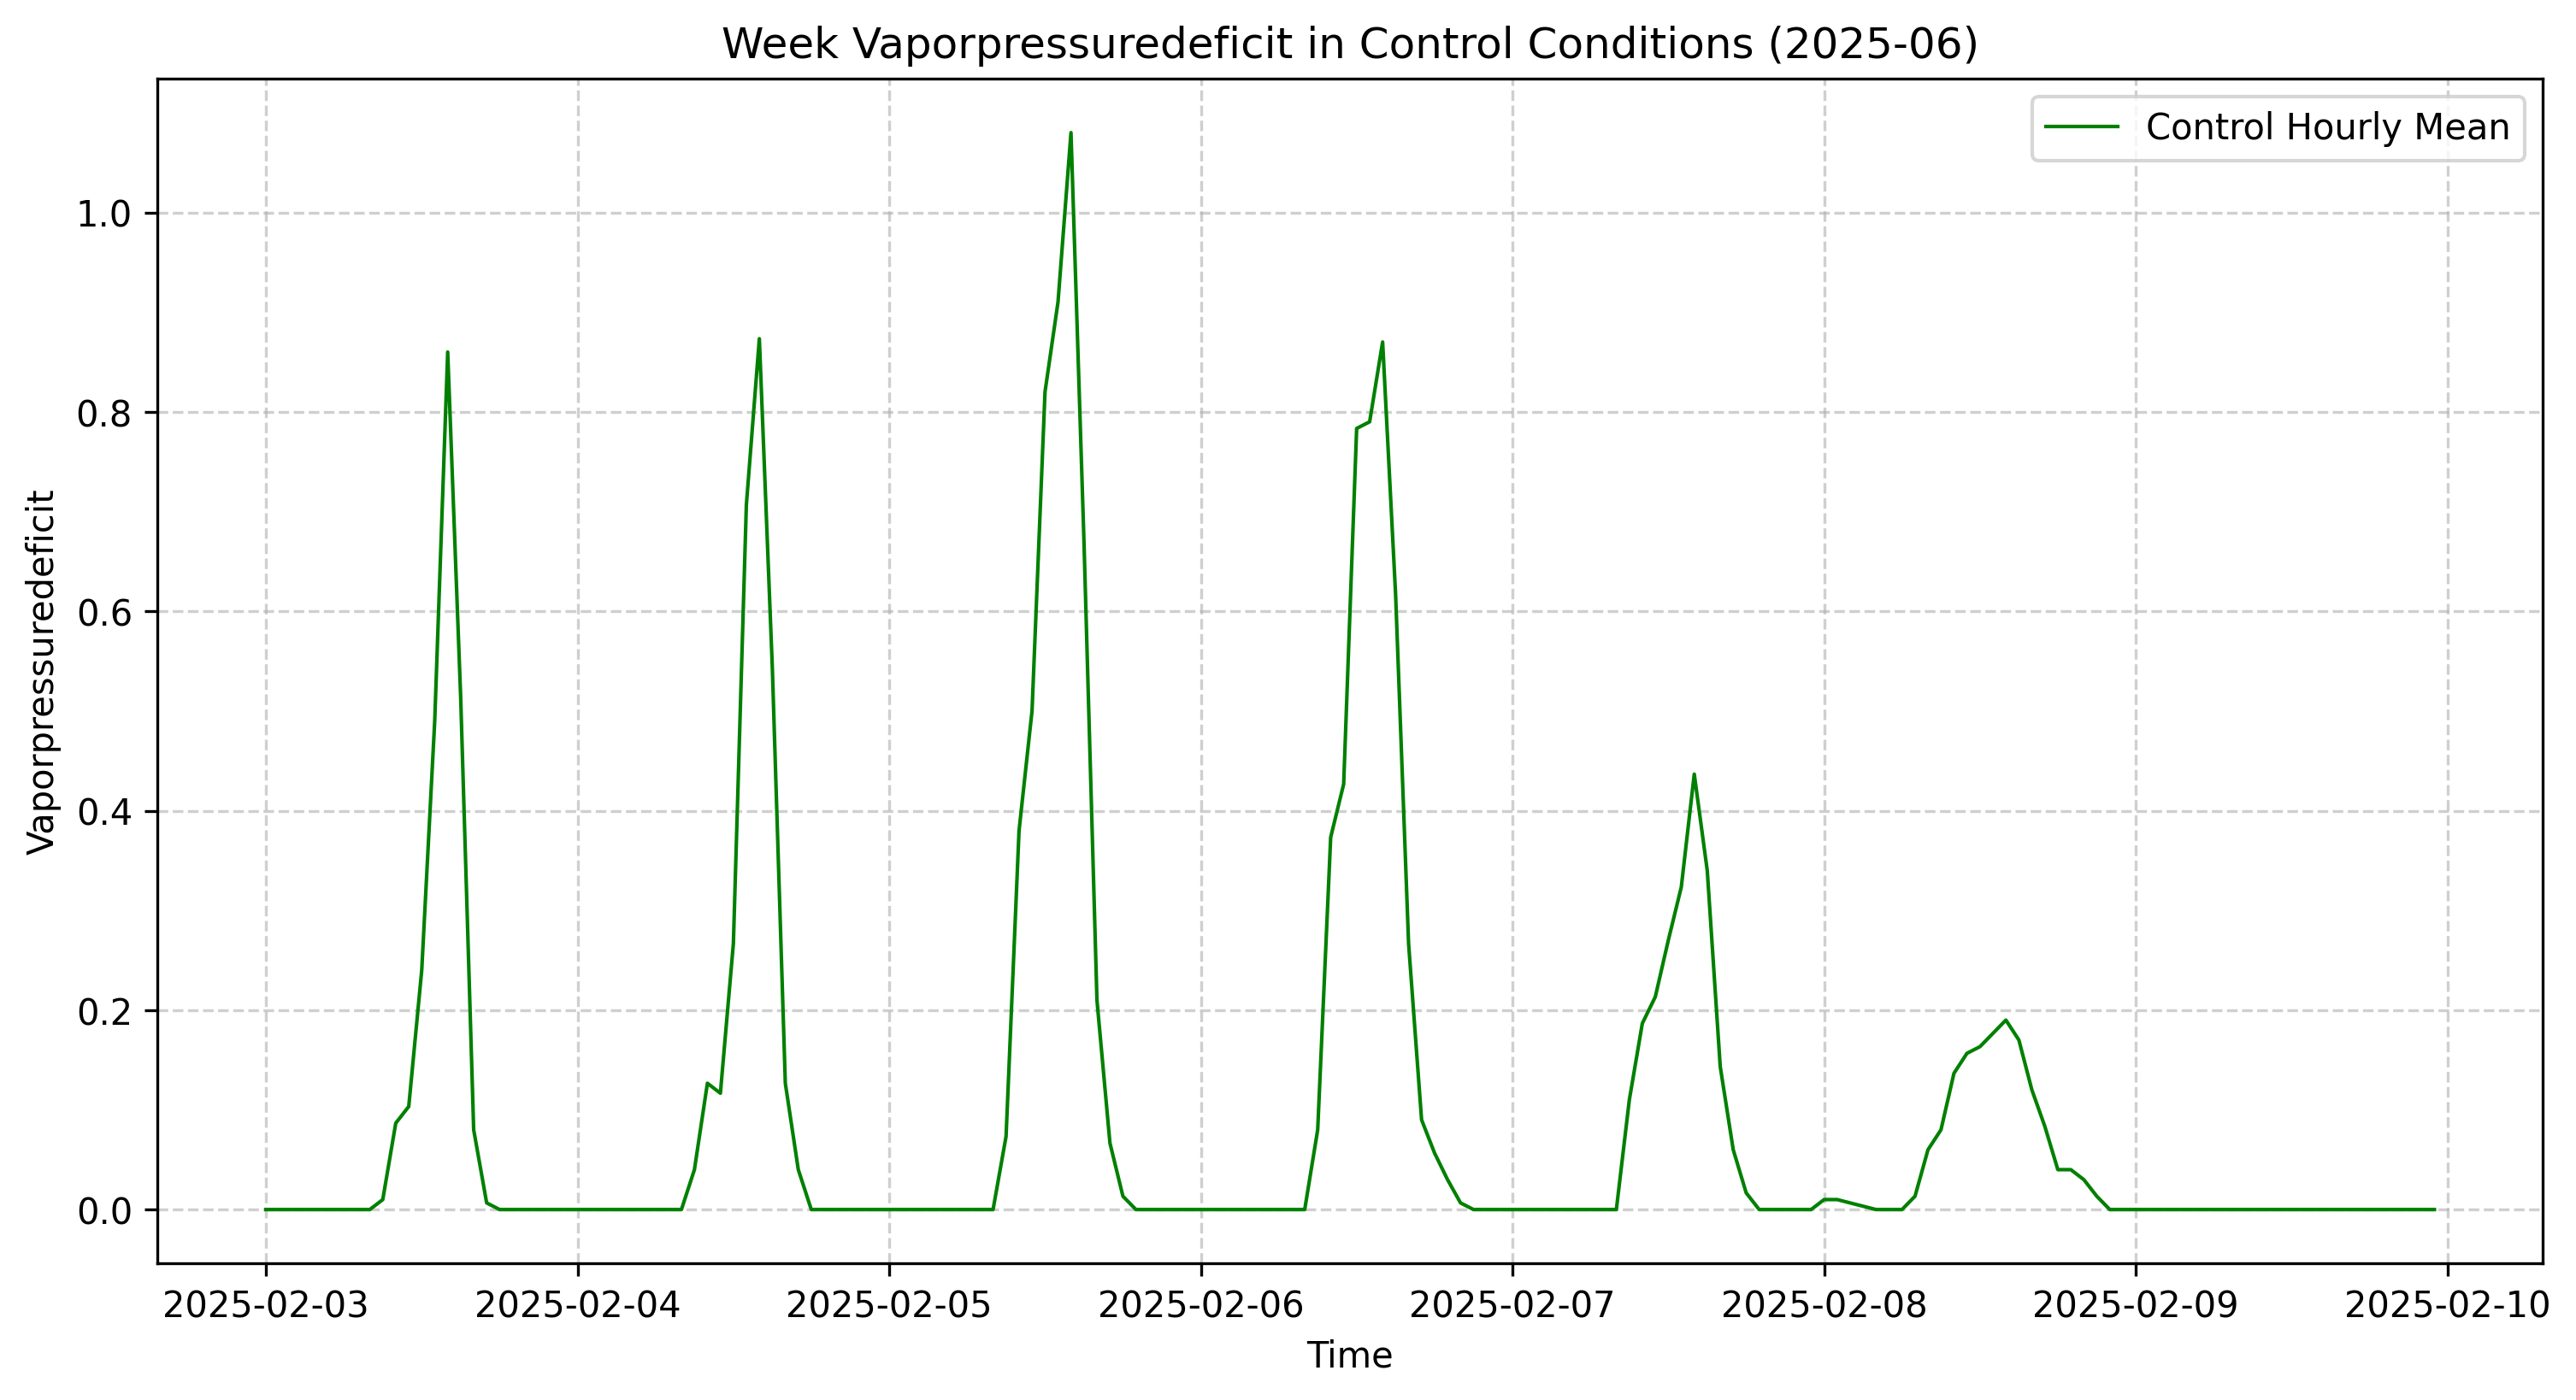 Week Vaporpressuredeficit in Control Conditions (2025-06)
Control Hourly Mean
Vaporpressuredeficit
1.0
0.8
0.6
0.4
0.2
0.0
2025-02-03 2025-02-04 2025-02-05 2025-02-06 2025-02-07 2025-02-08 2025-02-09 2025-02-10
Time